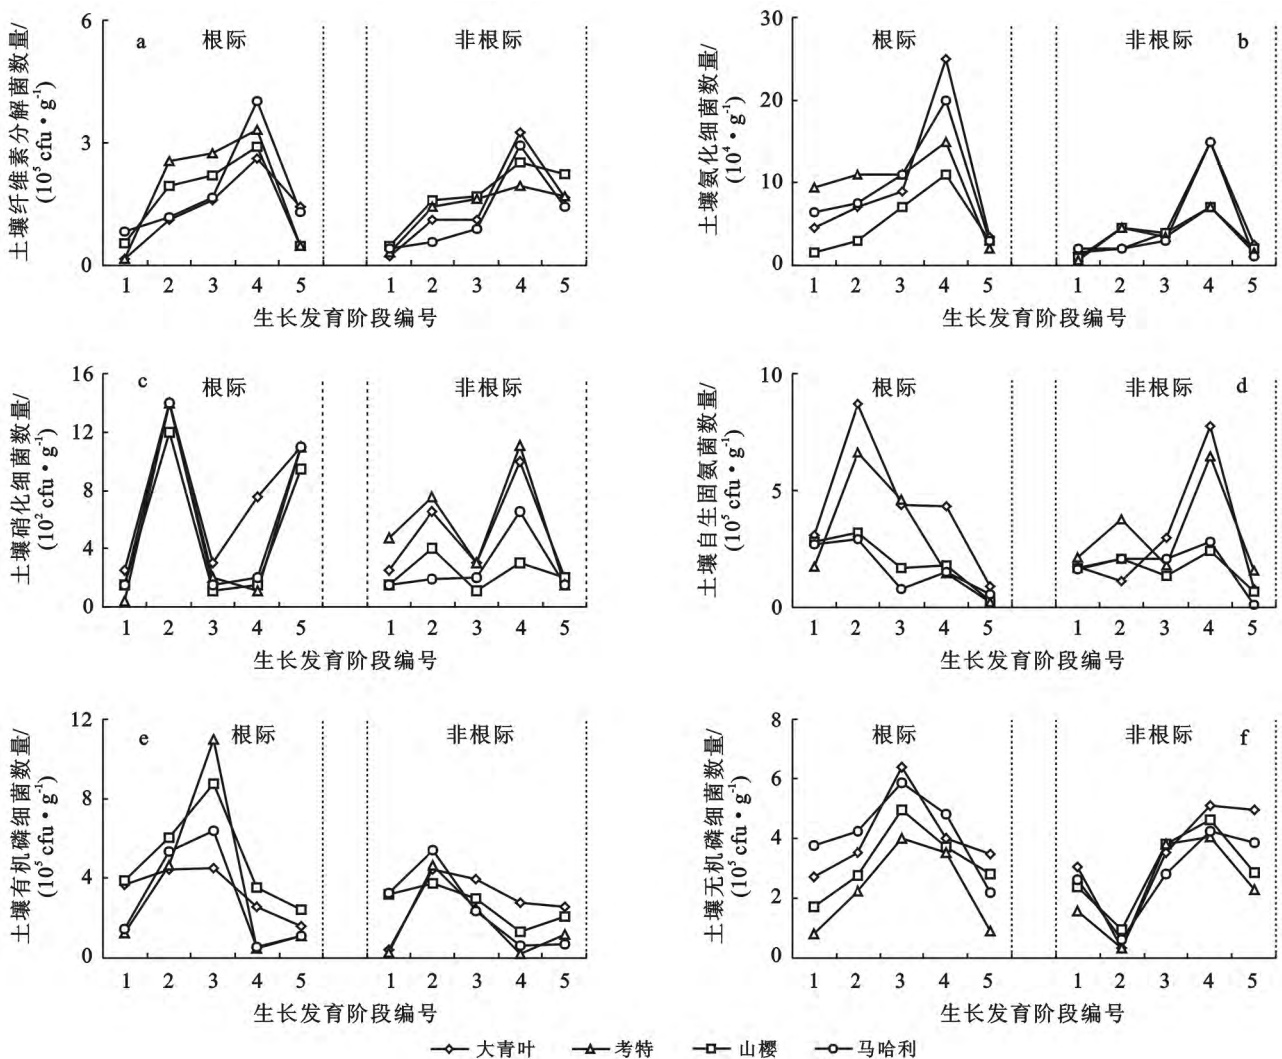 土壤纤维素分解菌数量/
(10⁵ cfu·g⁻¹)
6
3
0
a
根际
非根际
1 2 3 4 5 1 2 3 4 5
生长发育阶段编号
土壤氨化细菌数量/
(10⁴·g⁻¹)
30
20
10
0
根际
非根际
b
1 2 3 4 5 1 2 3 4 5
生长发育阶段编号
土壤硝化细菌数量/
(10² cfu·g⁻¹)
16
12
8
4
0
c
根际
非根际
1 2 3 4 5 1 2 3 4 5
生长发育阶段编号
土壤自生固氨菌数量/
(10⁵ cfu·g⁻¹)
10
5
0
根际
非根际
d
1 2 3 4 5 1 2 3 4 5
生长发育阶段编号
土壤有机磷细菌数量/
(10⁵ cfu·g⁻¹)
12
8
4
0
e
根际
非根际
1 2 3 4 5 1 2 3 4 5
生长发育阶段编号
土壤无机磷细菌数量/
(10⁵ cfu·g⁻¹)
8
6
4
2
0
根际
非根际
f
1 2 3 4 5 1 2 3 4 5
生长发育阶段编号
大青叶 考特 山樱 马哈利